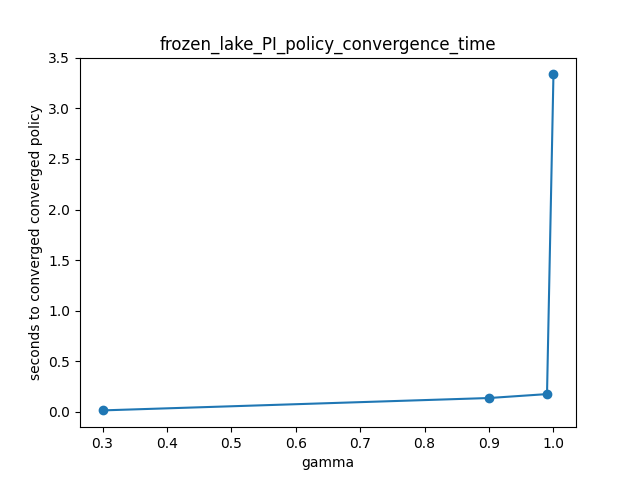 frozen_lake_PI_policy_convergence_time
seconds to converged converged policy
3.5
3.0
2.5
2.0
1.5
1.0
0.5
0.0
0.3 0.4 0.5 0.6 0.7 0.8 0.9 1.0
gamma